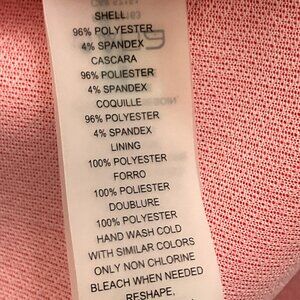 SHELL
96% POLYESTER
4% SPANDEX
CASCARA
96% POLIESTER
4% SPANDEX
COQUILLE
96% POLYESTER
4% SPANDEX
LINING
100% POLYESTER
FORRO
100% POLIESTER
DOUBLURE
100% POLYESTER
HAND WASH COLD
WITH SIMILAR COLORS
ONLY NON CHLORINE
BLEACH WHEN NEEDED
RESHAPE,